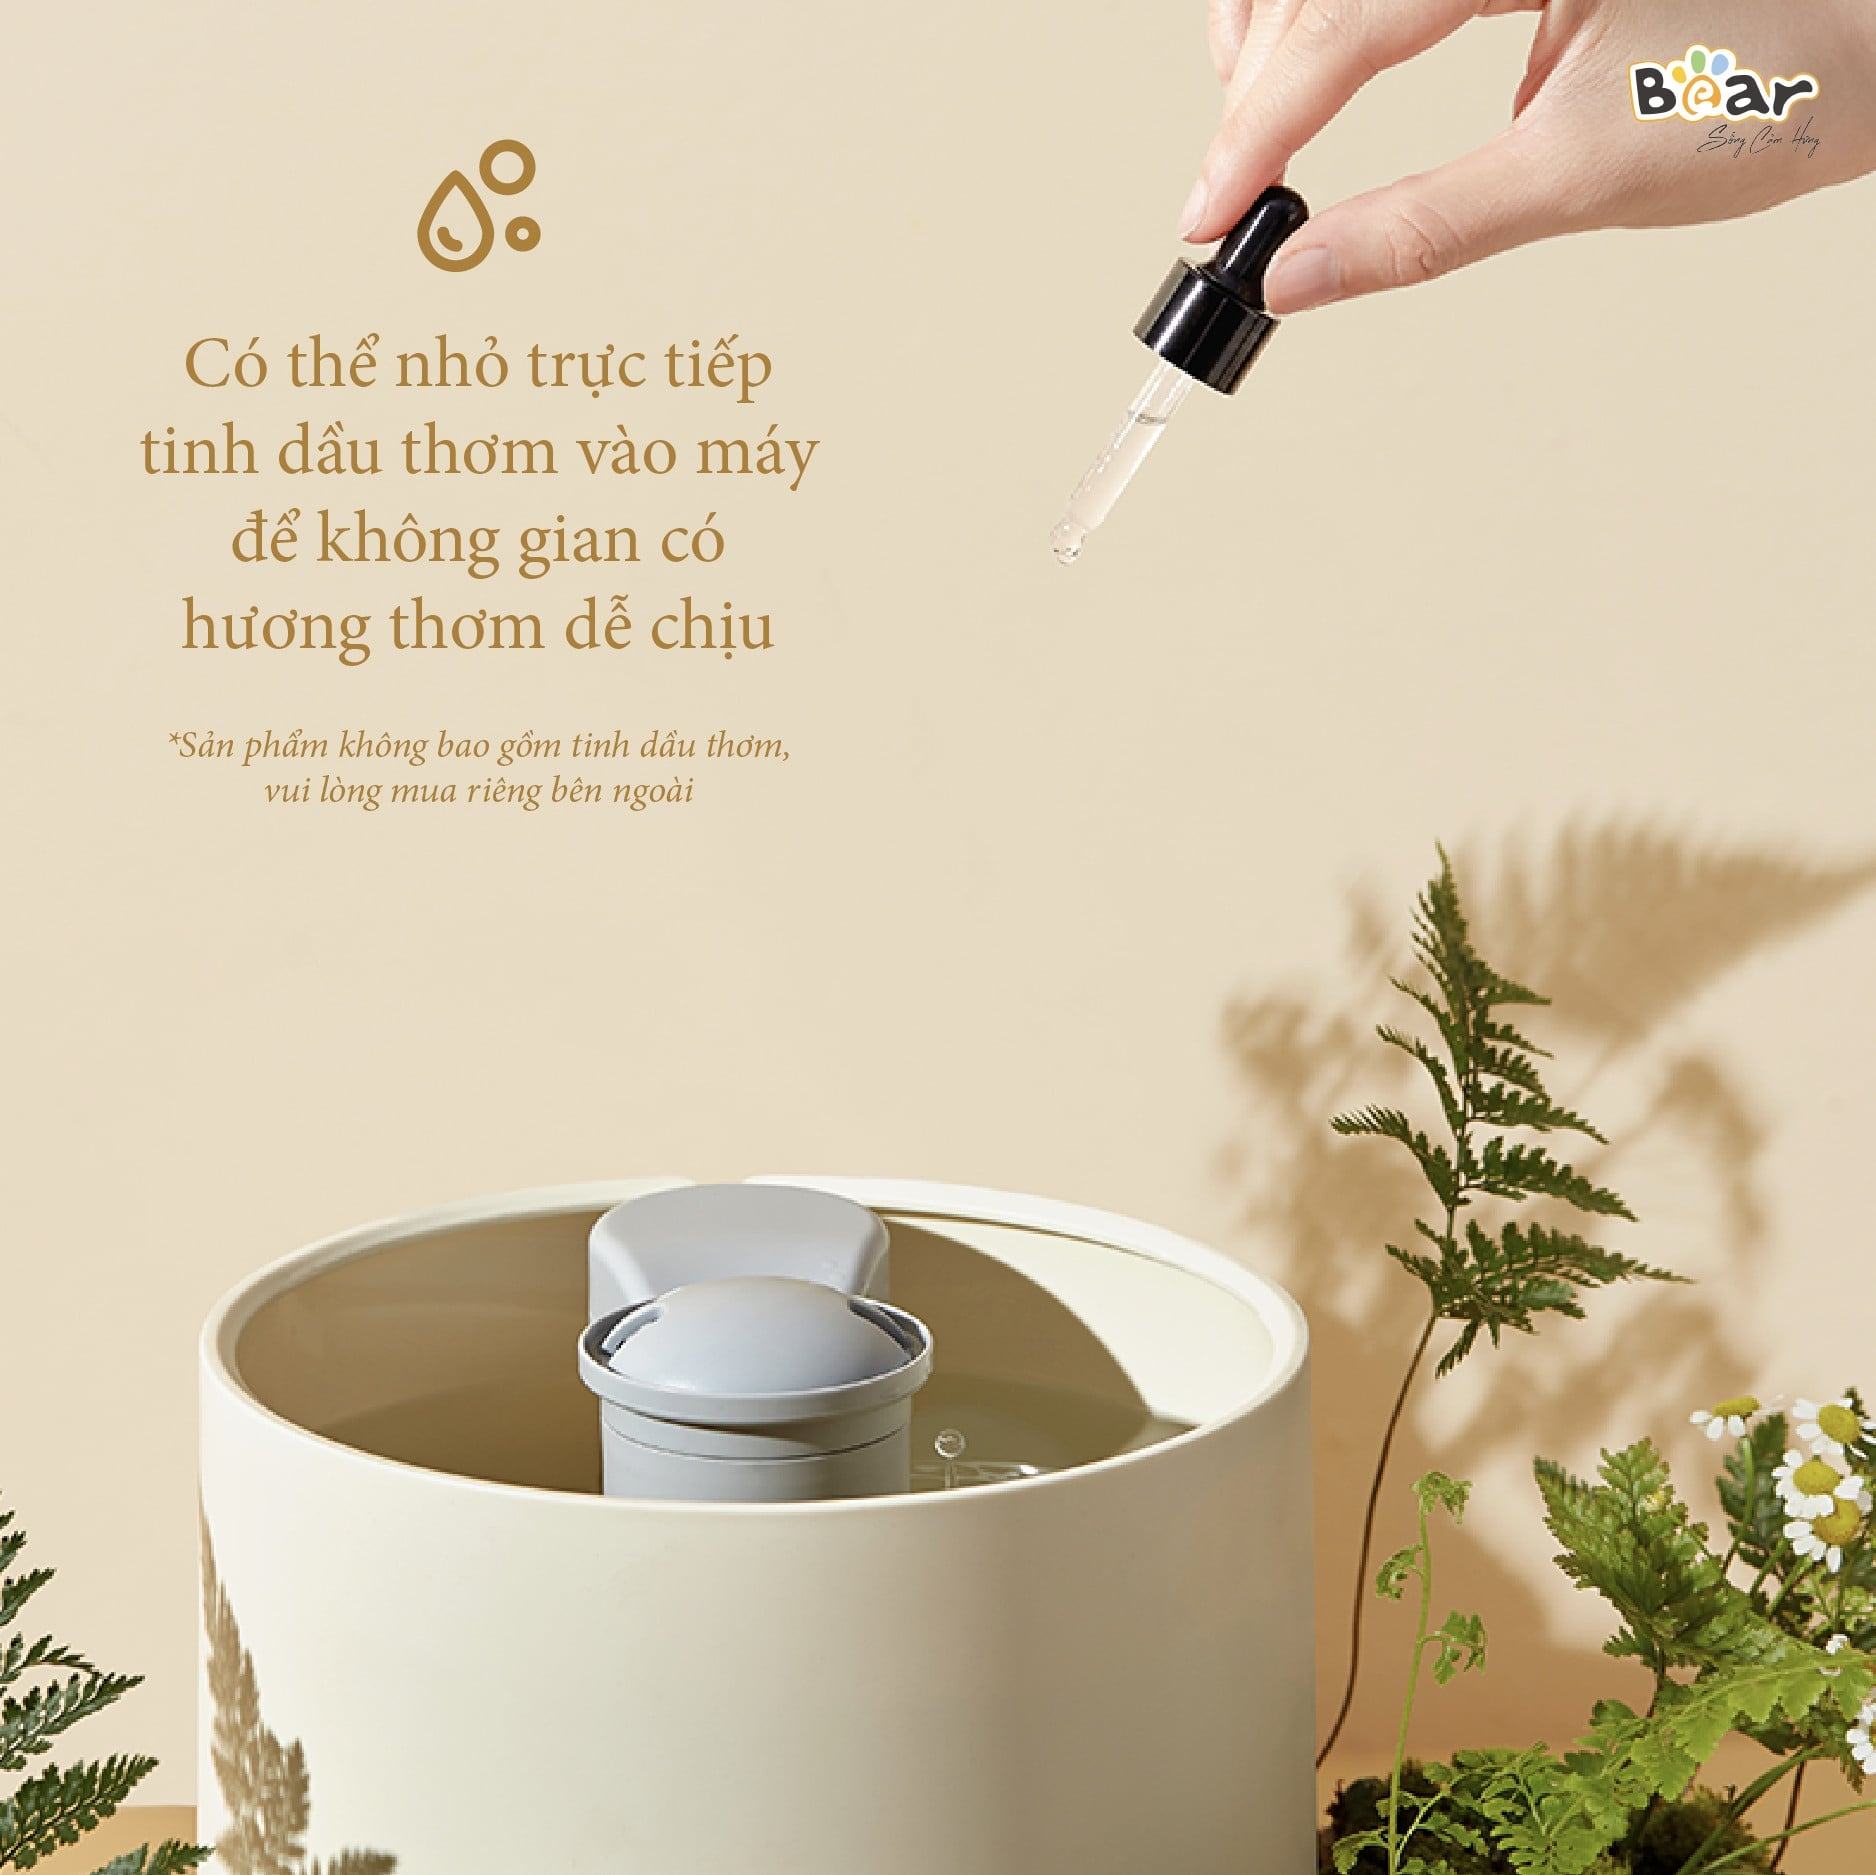 Bear
Sống Cảm Hứng
Có thể nhỏ trực tiếp
tinh dầu thơm vào máy
để không gian có
hương thơm dễ chịu
*Sản phẩm không bao gồm tinh dầu thơm,
vui lòng mua riêng bên ngoài